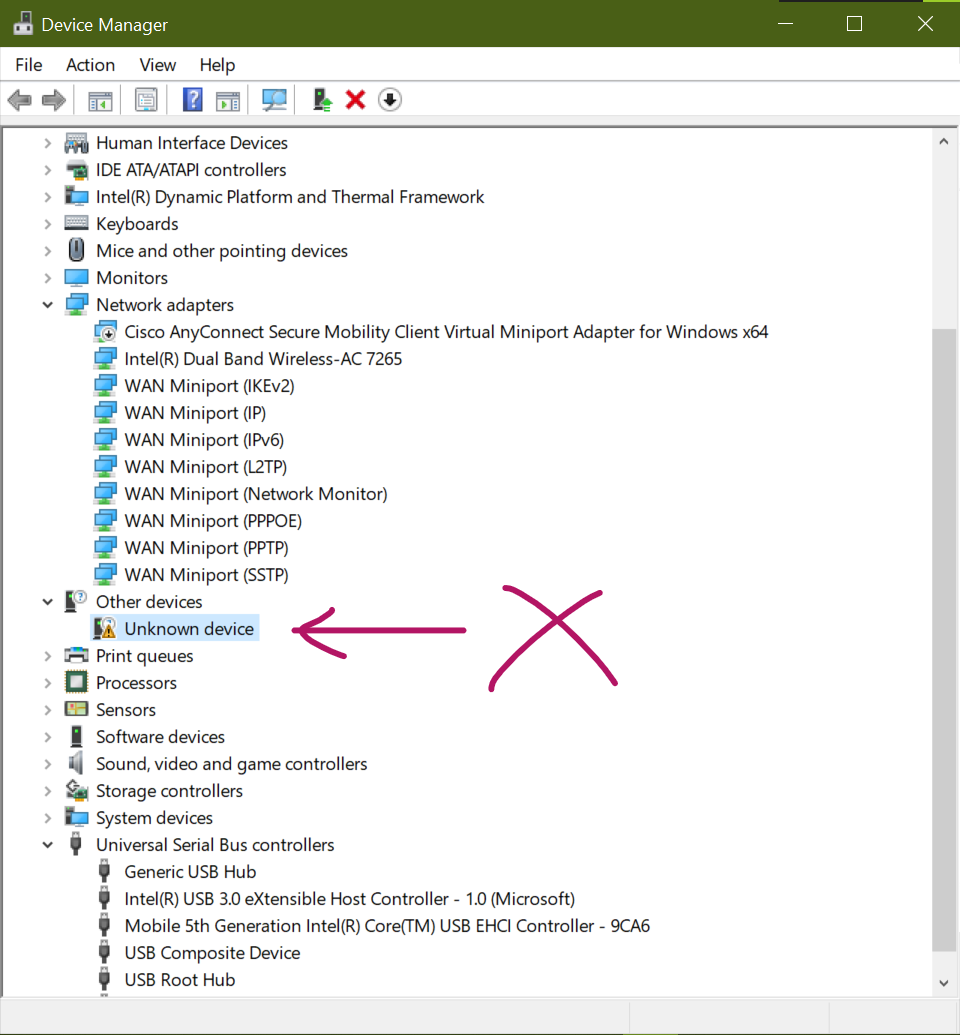 Device Manager
File Action View Help
Human Interface Devices
IDE ATA/ATAPI controllers
Intel(R) Dynamic Platform and Thermal Framework
Keyboards
Mice and other pointing devices
Monitors
Network adapters
Cisco AnyConnect Secure Mobility Client Virtual Miniport Adapter for Windows x64
Intel(R) Dual Band Wireless-AC 7265
WAN Miniport (IKEv2)
WAN Miniport (IP)
WAN Miniport (IPv6)
WAN Miniport (L2TP)
WAN Miniport (Network Monitor)
WAN Miniport (PPPOE)
WAN Miniport (PPTP)
WAN Miniport (SSTP)
Other devices
Unknown device
Print queues
Processors
Sensors
Software devices
Sound, video and game controllers
Storage controllers
System devices
Universal Serial Bus controllers
Generic USB Hub
Intel(R) USB 3.0 eXtensible Host Controller - 1.0 (Microsoft)
Mobile 5th Generation Intel(R) Core(TM) USB EHCI Controller - 9CA6
USB Composite Device
USB Root Hub